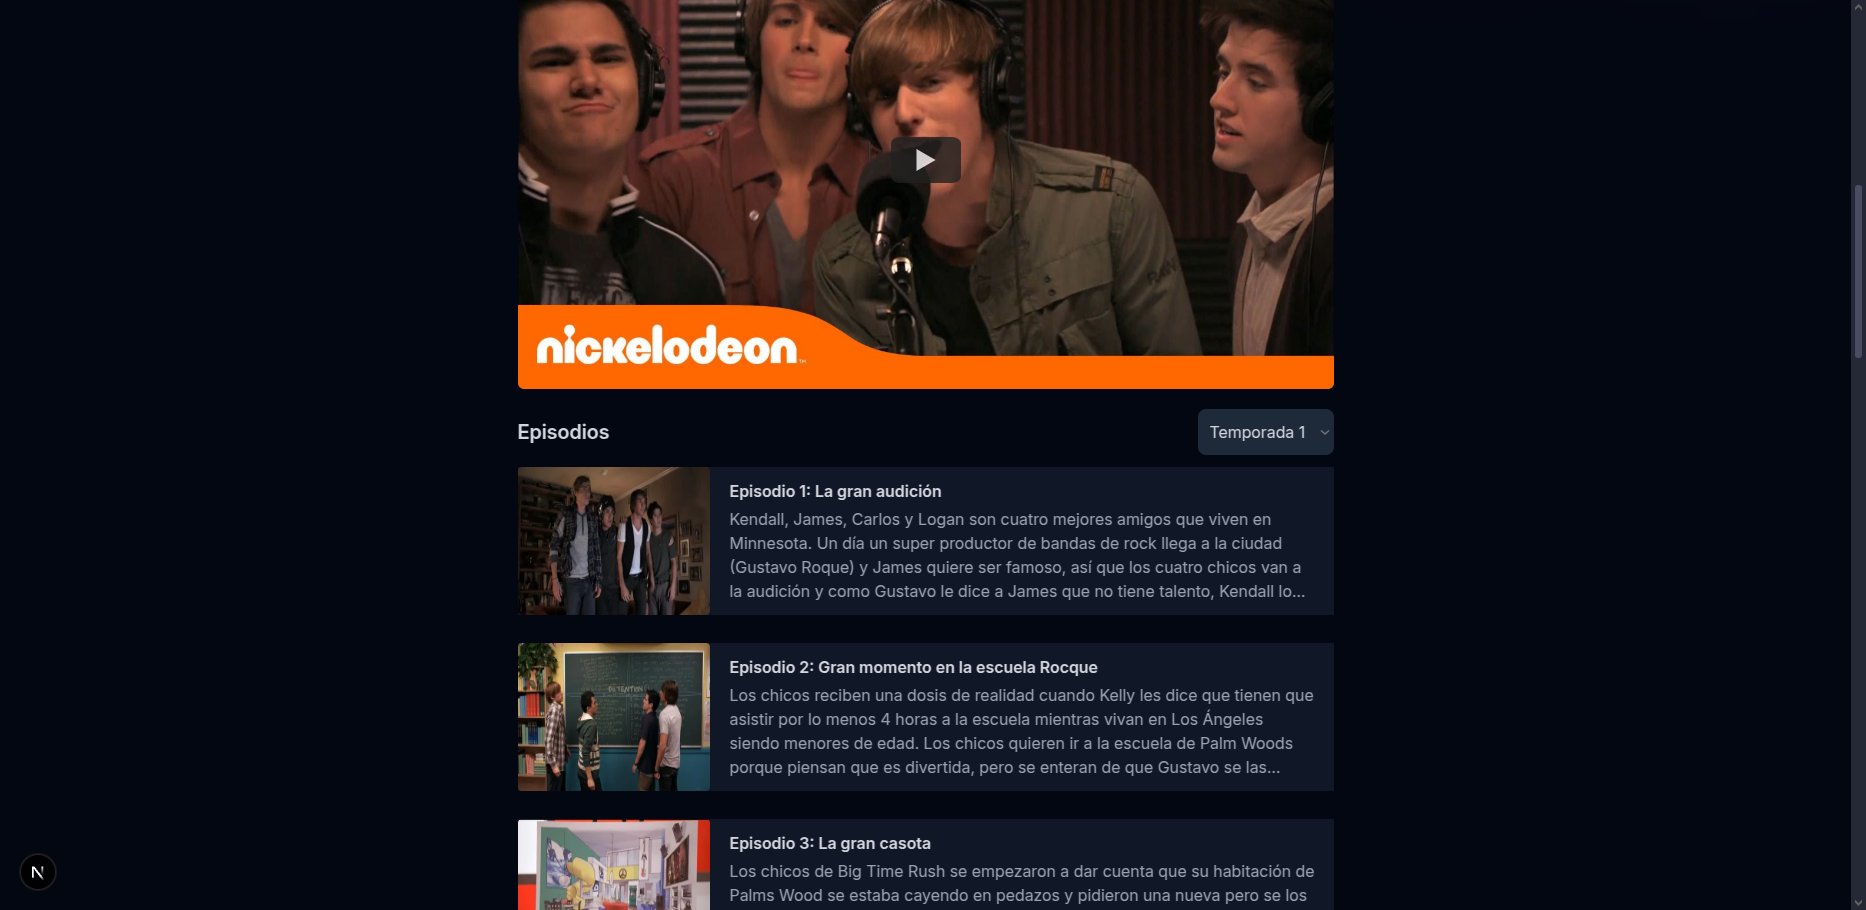 nickelodeon™
Episodios
Temporada 1
Episodio 1: La gran audición
Kendall, James, Carlos y Logan son cuatro mejores amigos que viven en
Minnesota. Un día un super productor de bandas de rock llega a la ciudad
(Gustavo Roque) y James quiere ser famoso, así que los cuatro chicos van a
la audición y como Gustavo le dice a James que no tiene talento, Kendall lo...
Episodio 2: Gran momento en la escuela Rocque
Los chicos reciben una dosis de realidad cuando Kelly les dice que tienen que
asistir por lo menos 4 horas a la escuela mientras vivan en Los Ángeles
siendo menores de edad. Los chicos quieren ir a la escuela de Palm Woods
porque piensan que es divertida, pero se enteran de que Gustavo se las...
Episodio 3: La gran casota
Los chicos de Big Time Rush se empezaron a dar cuenta que su habitación de
Palms Wood se estaba cayendo en pedazos y pidieron una nueva pero se los
N